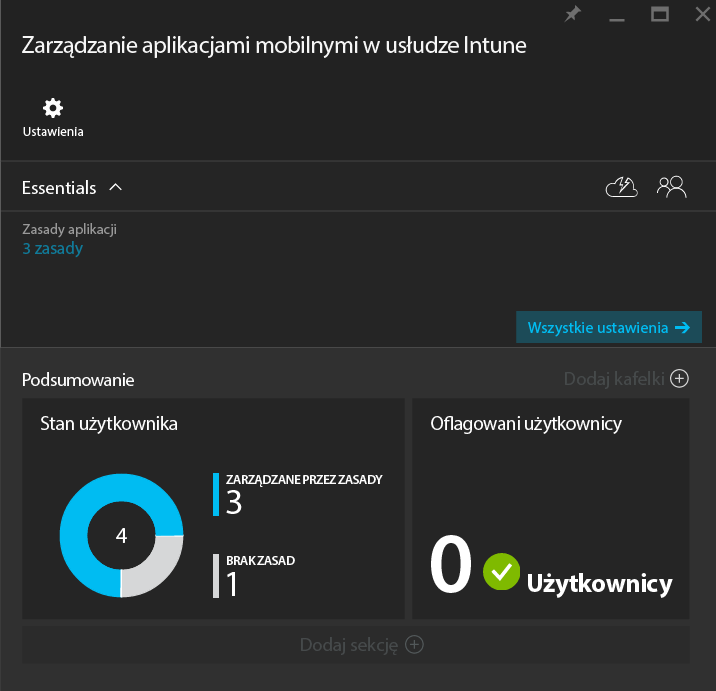 Zarządzanie aplikacjami mobilnymi w usłudze Intune
Ustawienia
Essentials
Zasady aplikacji
3 zasady
Wszystkie ustawienia
Podsumowanie
Dodaj kafelki
Stan użytkownika
4
ZARZĄDZANE PRZEZ ZASADY
3
BRAK ZASAD
1
Oflagowani użytkownicy
0 Użytkownicy
Dodaj sekcję